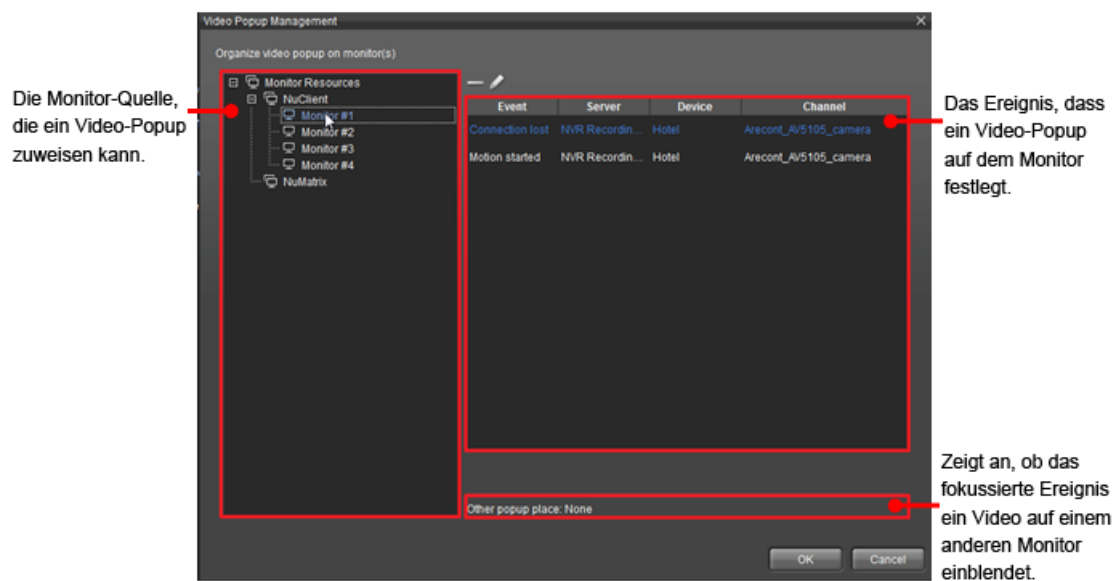 Video Popup Management
Organize video popup on monitor(s)
Die Monitor-Quelle,
die ein Video-Popup
zuweisen kann.
Monitor Resources
NuClient
Monitor #1
Monitor #2
Monitor #3
Monitor #4
NuMatrix
Event Server Device Channel
Connection lost NVR Recordin... Hotel Arecont_AV5105_camera
Motion started NVR Recordin... Hotel Arecont_AV5105_camera
Das Ereignis, dass
ein Video-Popup
auf dem Monitor
festlegt.
Other popup place: None
Zeigt an, ob das
fokussierte Ereignis
ein Video auf einem
anderen Monitor
einblendet.
OK Cancel